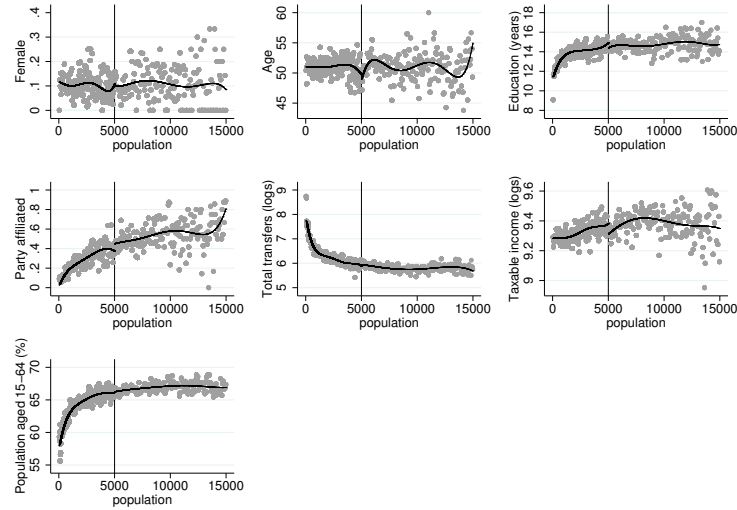 Female
.4
.3
.2
.1
0
0 5000 10000 15000
population
Age
60
55
50
45
0 5000 10000 15000
population
Education (years)
18
16
14
12
10
8
0 5000 10000 15000
population
Party affiliated
1
.8
.6
.4
.2
0
0 5000 10000 15000
population
Total transfers (logs)
9
8
7
6
5
0 5000 10000 15000
population
Taxable income (logs)
9.6
9.4
9.2
9
0 5000 10000 15000
population
Population aged 15−64 (%)
70
65
60
55
0 5000 10000 15000
population